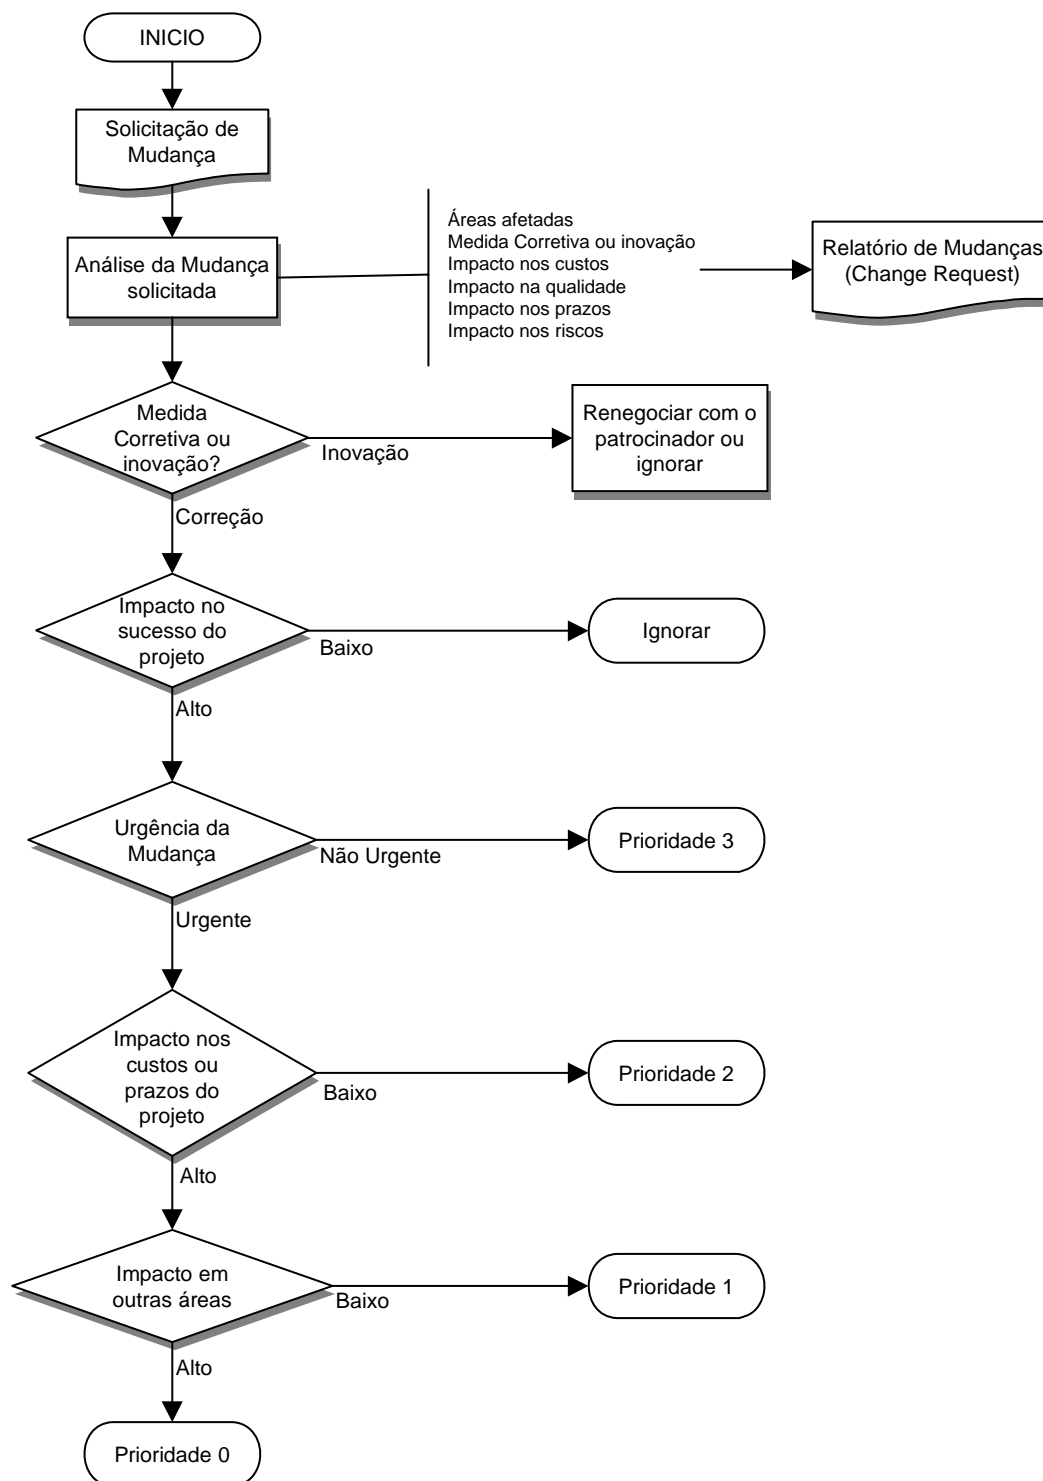 INICIO
Solicitação de
Mudança
Análise da Mudança
solicitada
Áreas afetadas
Medida Corretiva ou inovação
Impacto nos custos
Impacto na qualidade
Impacto nos prazos
Impacto nos riscos
Relatório de Mudanças
(Change Request)
Medida
Corretiva ou
inovação?
Inovação
Renegociar com o
patrocinador ou
ignorar
Correção
Impacto no
sucesso do
projeto
Baixo
Ignorar
Alto
Urgência da
Mudança
Não Urgente
Prioridade 3
Urgente
Impacto nos
custos ou
prazos do
projeto
Baixo
Prioridade 2
Alto
Impacto em
outras áreas
Baixo
Prioridade 1
Alto
Prioridade 0